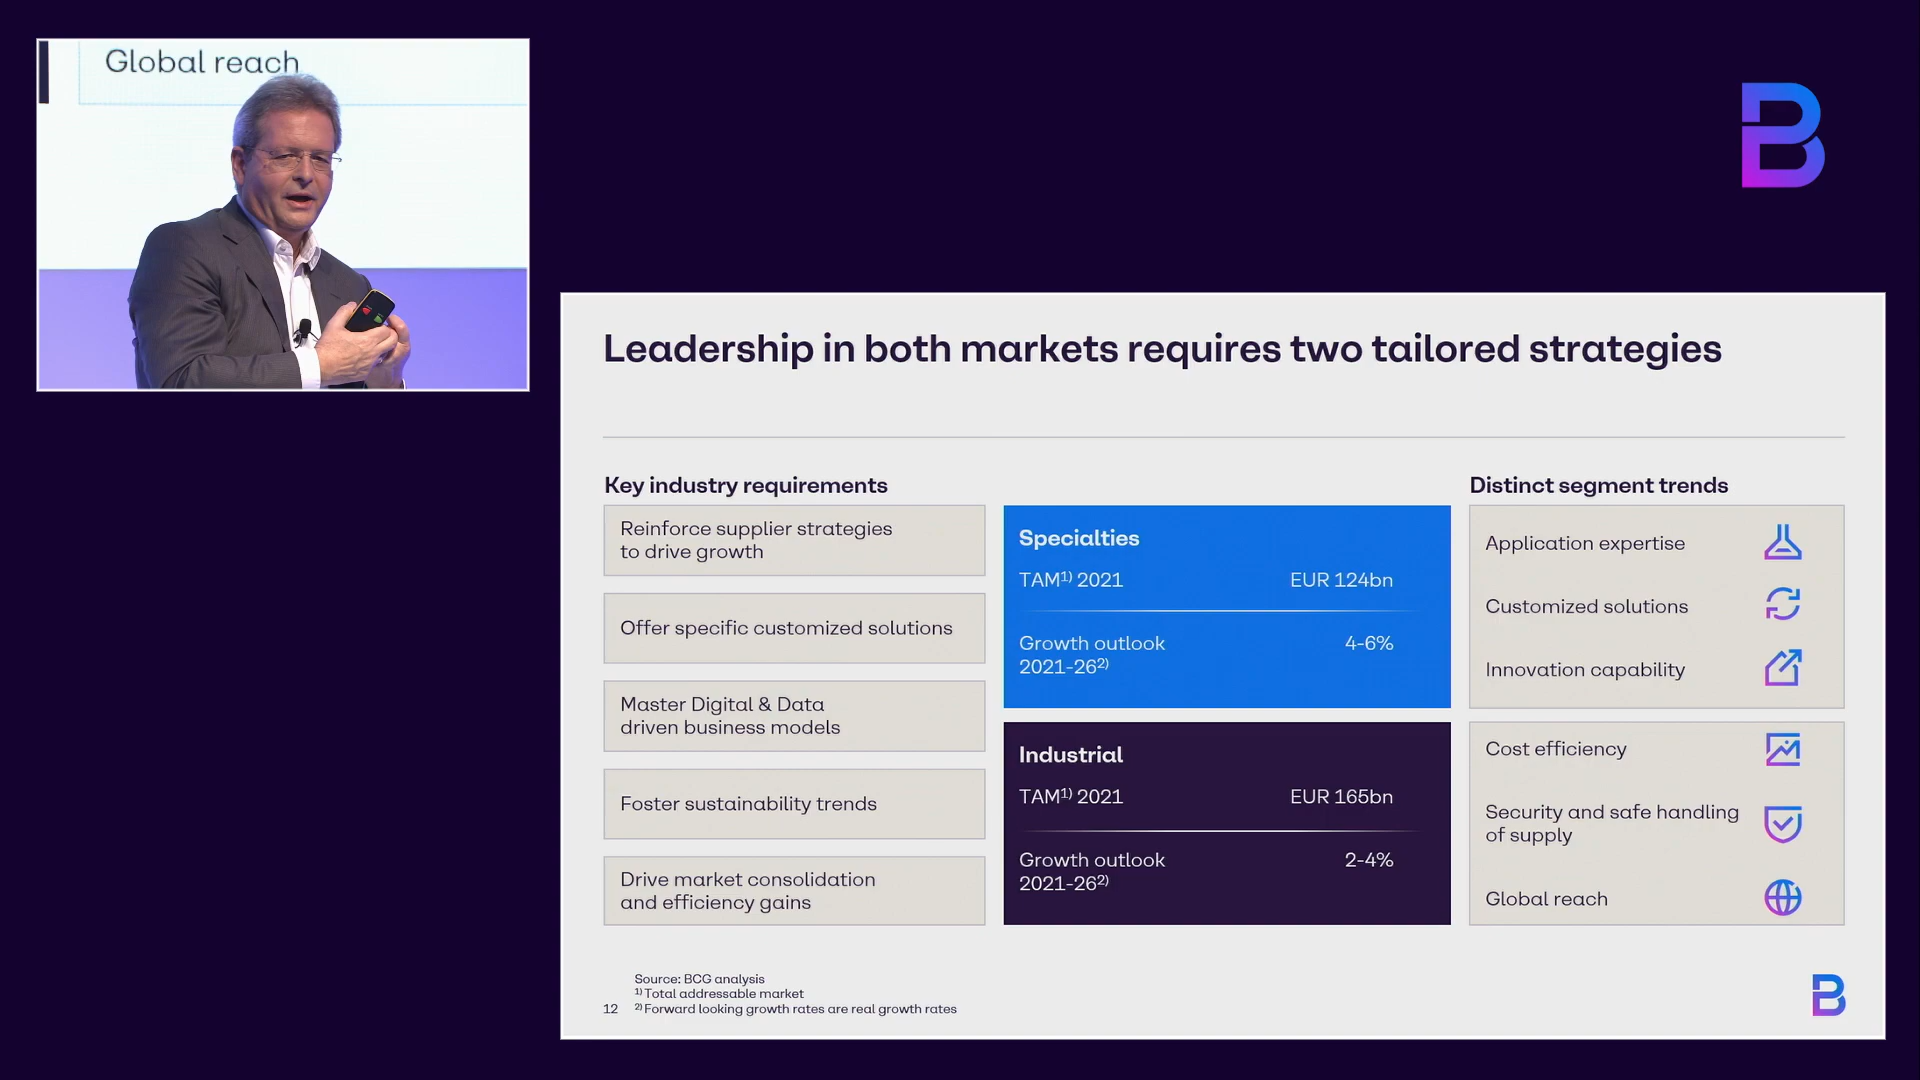 Global reach
Leadership in both markets requires two tailored strategies
Key industry requirements
Reinforce supplier strategies
to drive growth
Offer specific customized solutions
Master Digital & Data
driven business models
Foster sustainability trends
Drive market consolidation
and efficiency gains
Specialties
TAM¹⁾ 2021 EUR 124bn
Growth outlook 4-6%
2021-26²⁾
Industrial
TAM¹⁾ 2021 EUR 165bn
Growth outlook 2-4%
2021-26²⁾
Distinct segment trends
Application expertise
Customized solutions
Innovation capability
Cost efficiency
Security and safe handling
of supply
Global reach
Source: BCG analysis
¹⁾ Total addressable market
12 ²⁾ Forward looking growth rates are real growth rates